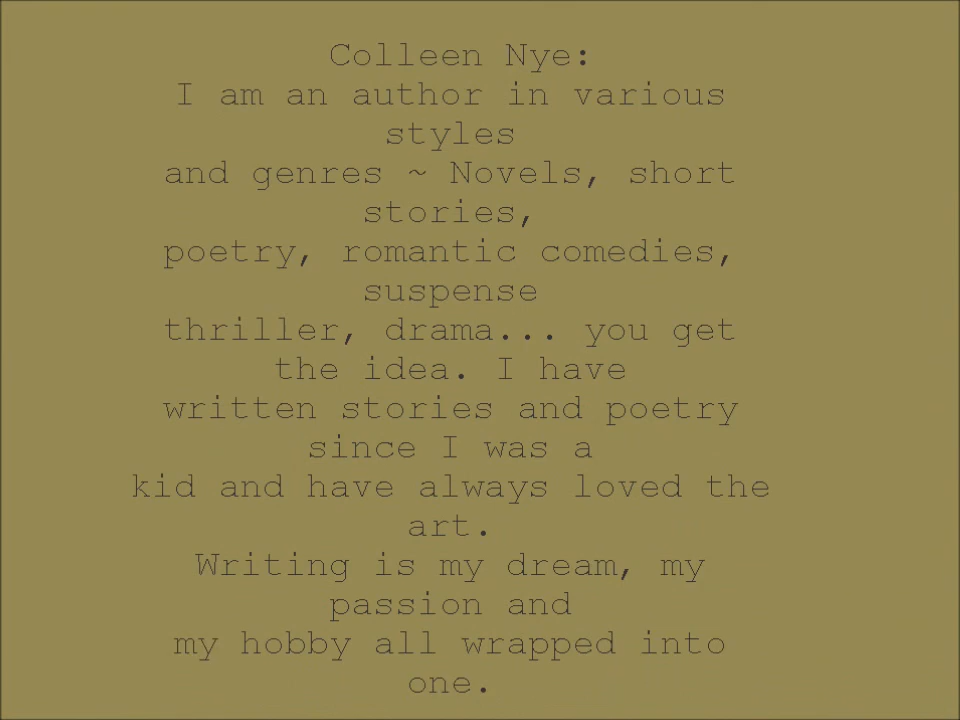 Colleen Nye:
I am an author in various
styles
and genres ~ Novels, short
stories,
poetry, romantic comedies,
suspense
thriller, drama... you get
the idea. I have
written stories and poetry
since I was a
kid and have always loved the
art.
Writing is my dream, my
passion and
my hobby all wrapped into
one.